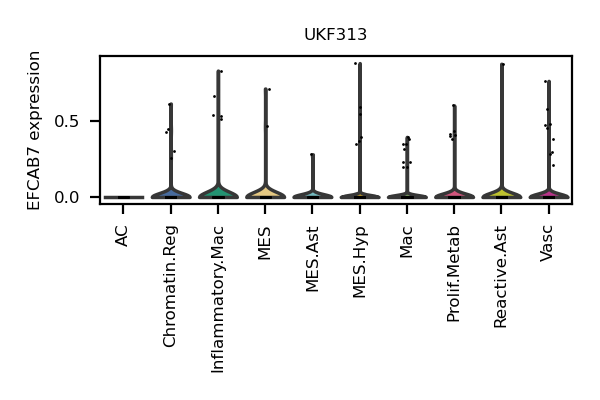 UKF313
EFCAB7 expression
0.5
0.0
AC
Chromatin.Reg
Inflammatory.Mac
MES
MES.Ast
MES.Hyp
Mac
Prolif.Metab
Reactive.Ast
Vasc